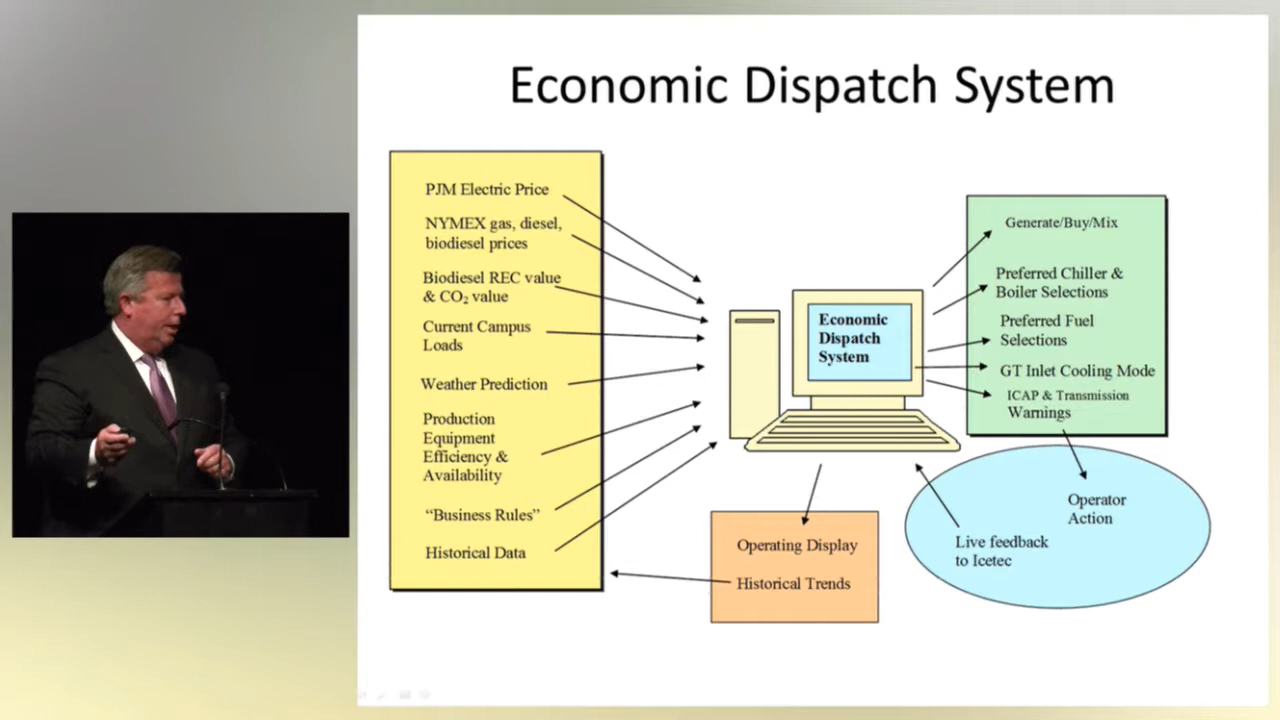 Economic Dispatch System
PJM Electric Price
NYMEX gas, diesel,
biodiesel prices
Biodiesel REC value
& CO₂ value
Current Campus
Loads
Weather Prediction
Production
Equipment
Efficiency &
Availability
“Business Rules”
Historical Data
Economic
Dispatch
System
Generate/Buy/Mix
Preferred Chiller &
Boiler Selections
Preferred Fuel
Selections
GT Inlet Cooling Mode
ICAP & Transmission
Warnings
Operator
Action
Live feedback
to Icetec
Operating Display
Historical Trends